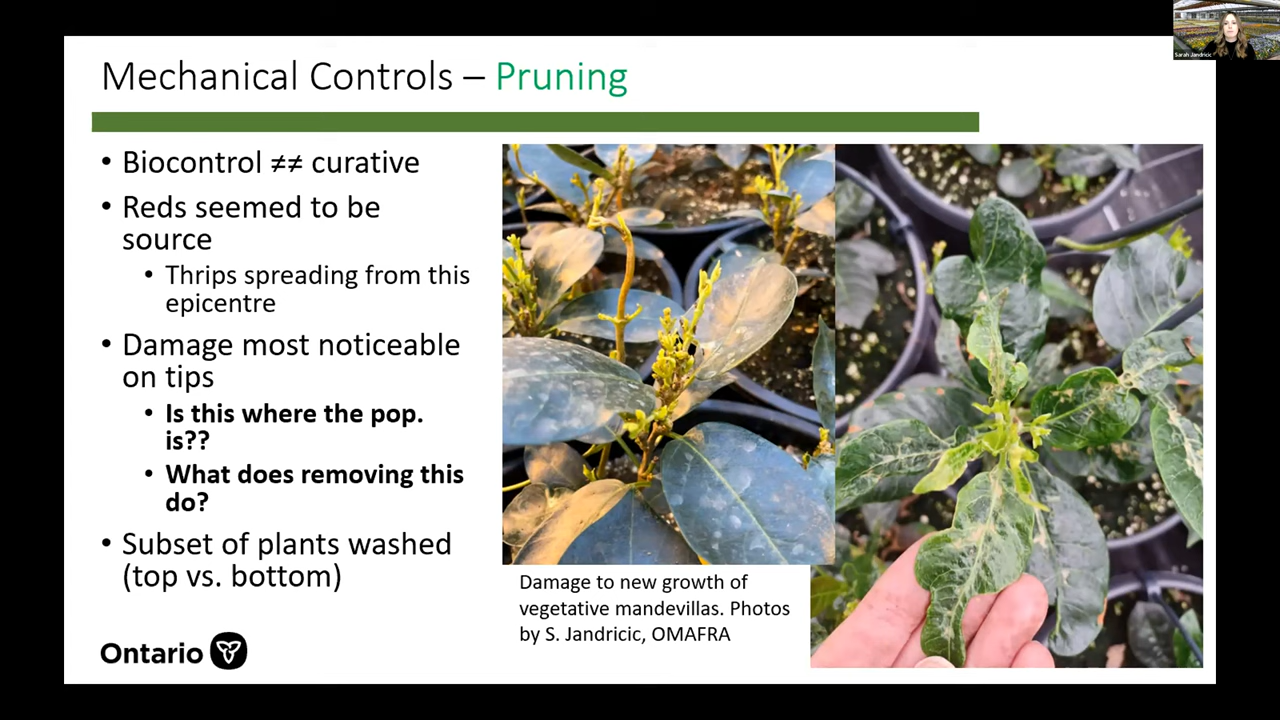 Sarah Jandricic
Mechanical Controls – Pruning
• Biocontrol ≠≠ curative
• Reds seemed to be
source
• Thrips spreading from this
epicentre
• Damage most noticeable
on tips
• Is this where the pop.
is??
• What does removing this
do?
• Subset of plants washed
(top vs. bottom)
Damage to new growth of
vegetative mandevillas. Photos
by S. Jandricic, OMAFRA
Ontario